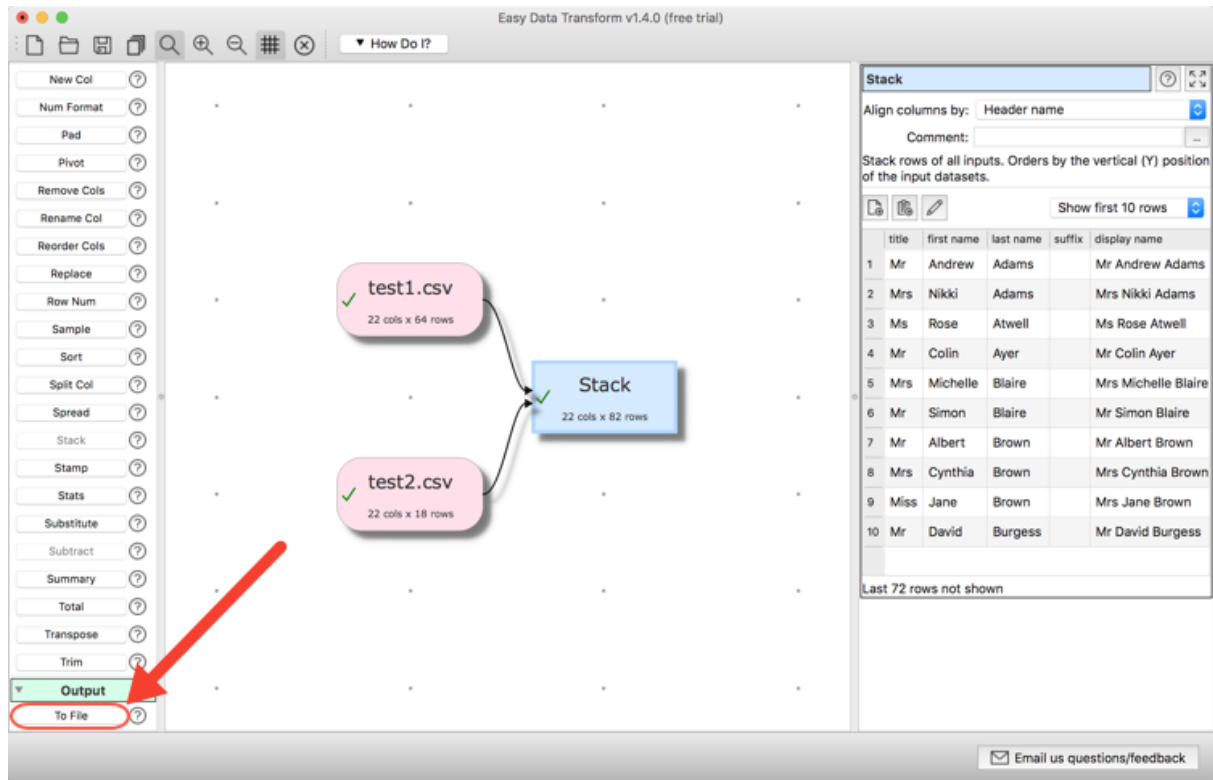 Easy Data Transform v1.4.0 (free trial)
▼ How Do I?
New Col ?
Num Format ?
Pad ?
Pivot ?
Remove Cols ?
Rename Col ?
Reorder Cols ?
Replace ?
Row Num ?
Sample ?
Sort ?
Split Col ?
Spread ?
Stack ?
Stamp ?
Stats ?
Substitute ?
Subtract ?
Summary ?
Total ?
Transpose ?
Trim ?
Output
To File ?
test1.csv
22 cols x 64 rows
Stack
22 cols x 82 rows
test2.csv
22 cols x 18 rows
Stack ?
Align columns by: Header name
Comment: ...
Stack rows of all inputs. Orders by the vertical (Y) position
of the input datasets.
Show first 10 rows
title first name last name suffix display name
1 Mr Andrew Adams Mr Andrew Adams
2 Mrs Nikki Adams Mrs Nikki Adams
3 Ms Rose Atwell Ms Rose Atwell
4 Mr Colin Ayer Mr Colin Ayer
5 Mrs Michelle Blaire Mrs Michelle Blaire
6 Mr Simon Blaire Mr Simon Blaire
7 Mr Albert Brown Mr Albert Brown
8 Mrs Cynthia Brown Mrs Cynthia Brown
9 Miss Jane Brown Mrs Jane Brown
10 Mr David Burgess Mr David Burgess
Last 72 rows not shown
Email us questions/feedback